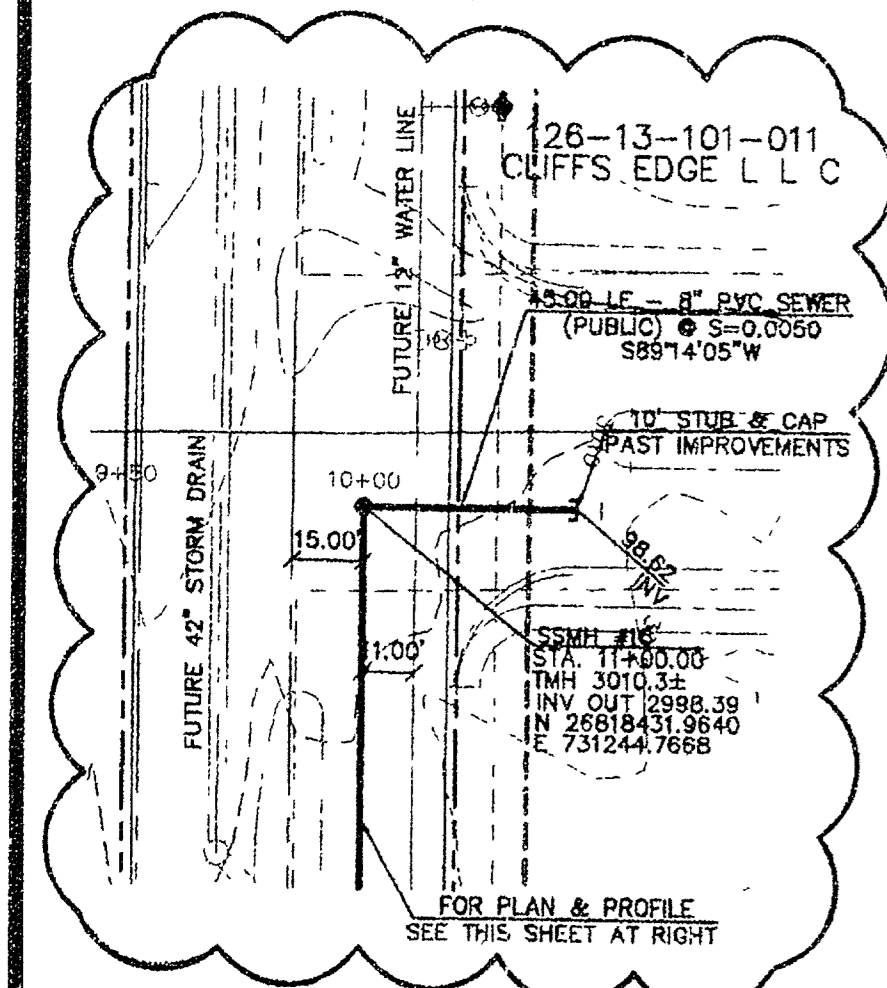 126-13-101-011
CLIFFS EDGE L L C
FUTURE 12" WATER LINE
45.00 LF - 8" PVC SEWER
(PUBLIC) @ S=0.0050
S89°14'05"W
10' STUB & CAP
PAST IMPROVEMENTS
9+50
10+00
FUTURE 42" STORM DRAIN
15.00'
11.00'
98.62
INV
SSMH #16
STA. 11+00.00
TMH 3010.3±
INV OUT 2998.39
N 26818431.9640
E 731244.7668
FOR PLAN & PROFILE
SEE THIS SHEET AT RIGHT